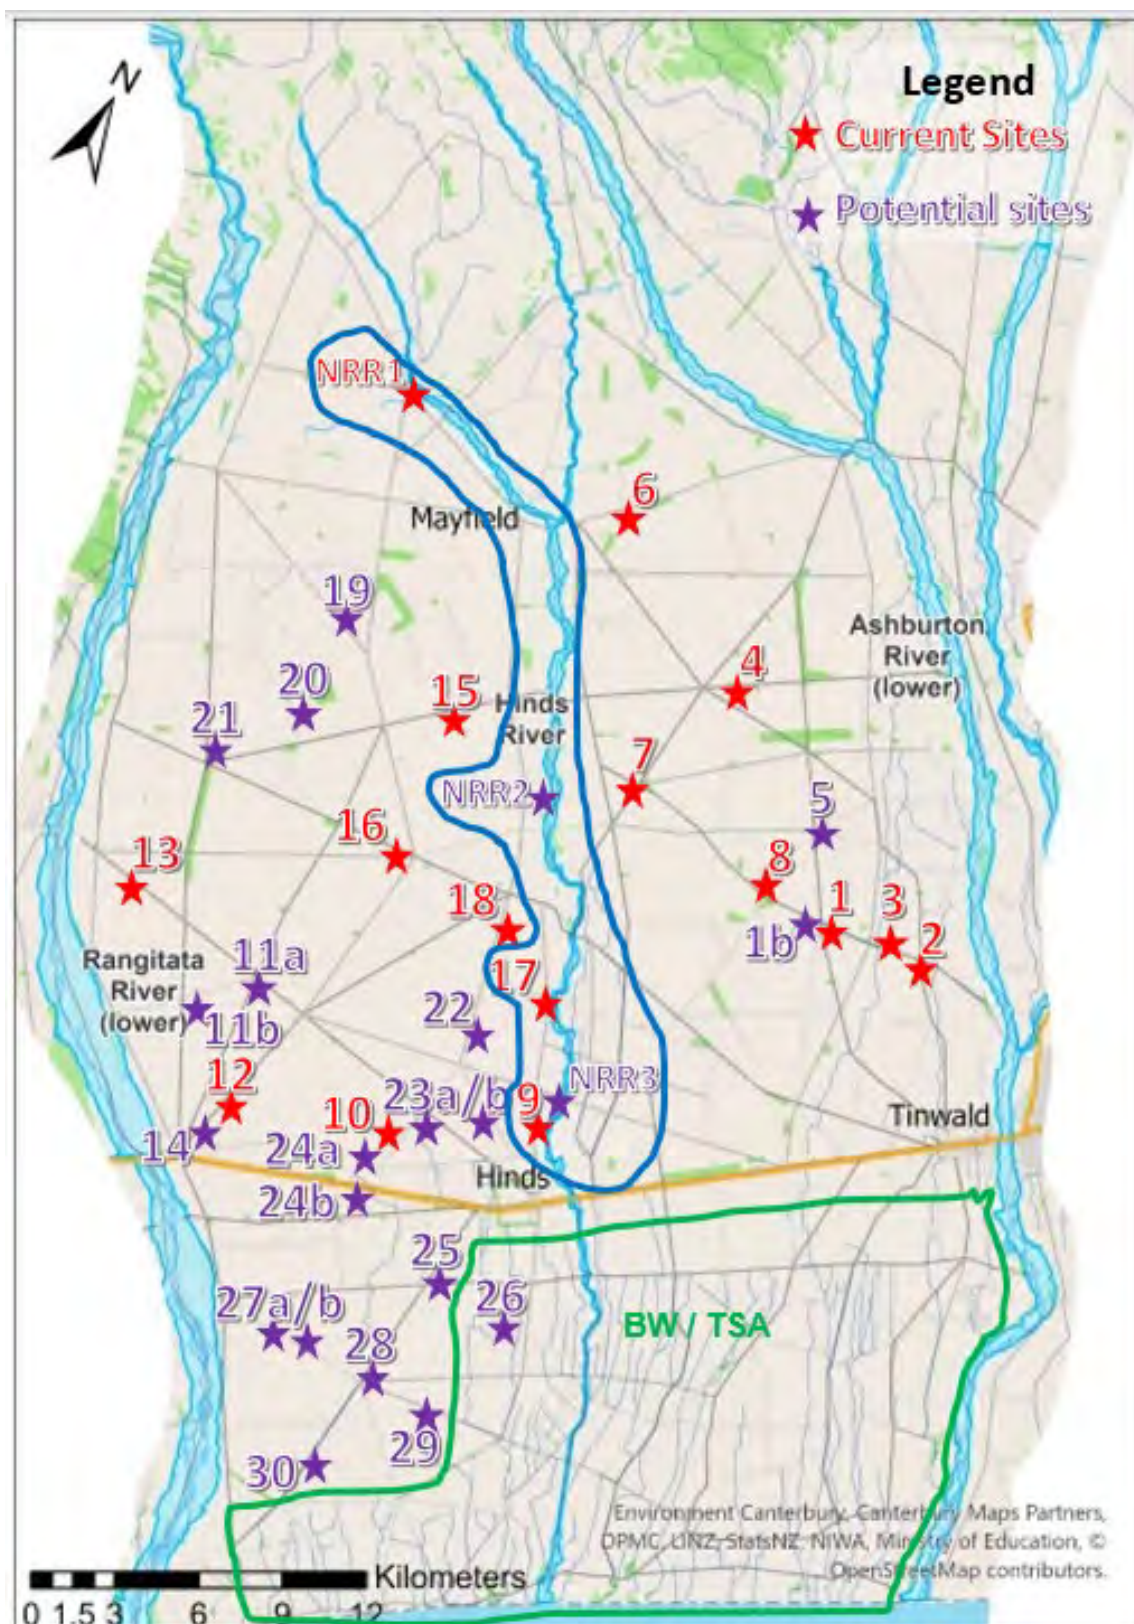 N
Legend
Current Sites
Potential sites
NRR1
6
Mayfield
19
Ashburton
River
(lower)
4
20
15
Hinds
River
21
7
NRR2
5
16
13
8
18
1
3
1b
2
Rangitata
River
(lower)
11a
17
11b
22
NRR3
12
23a/b
9
10
Tinwald
14
24a
Hinds
24b
25
27a/b
26
BW / TSA
28
29
30
Environment Canterbury, Canterbury Maps Partners,
DPMC, LINZ, StatsNZ, NIWA, Ministry of Education, ©
OpenStreetMap contributors.
Kilometers
0 1.5 3 6 9 12